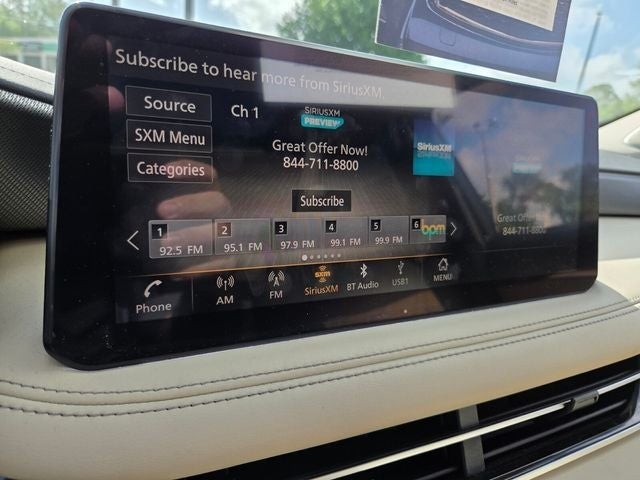 Subscribe to hear more from SiriusXM.
Source
Ch 1
SIRIUSXM
PREVIEW
SXM Menu
Great Offer Now!
844-711-8800
Categories
SiriusXM
Subscribe
1
92.5 FM
2
95.1 FM
3
97.9 FM
4
99.1 FM
5
99.9 FM
6
bpm
Great Offer Now!
844-711-8800
Phone
AM
FM
SXM
SiriusXM
BT Audio
USB1
MENU